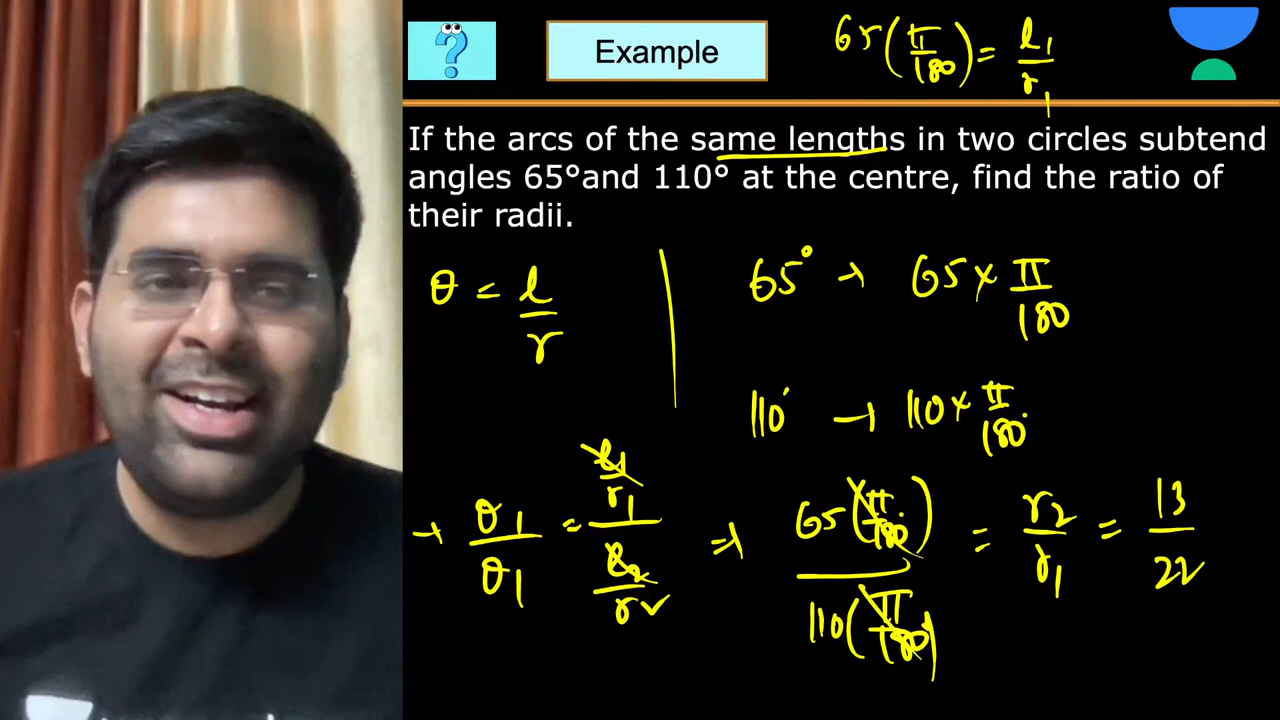 Example
65(π/180) = l1/r1
If the arcs of the same lengths in two circles subtend
angles 65°and 110° at the centre, find the ratio of
their radii.
θ = l/r
65° → 65 × π/180
110° → 110 × π/180
→ θ1/θ1 = (l1/r1)/(l2/r2) ⇒ 65(π/180)/110(π/180) = r2/r1 = 13/22